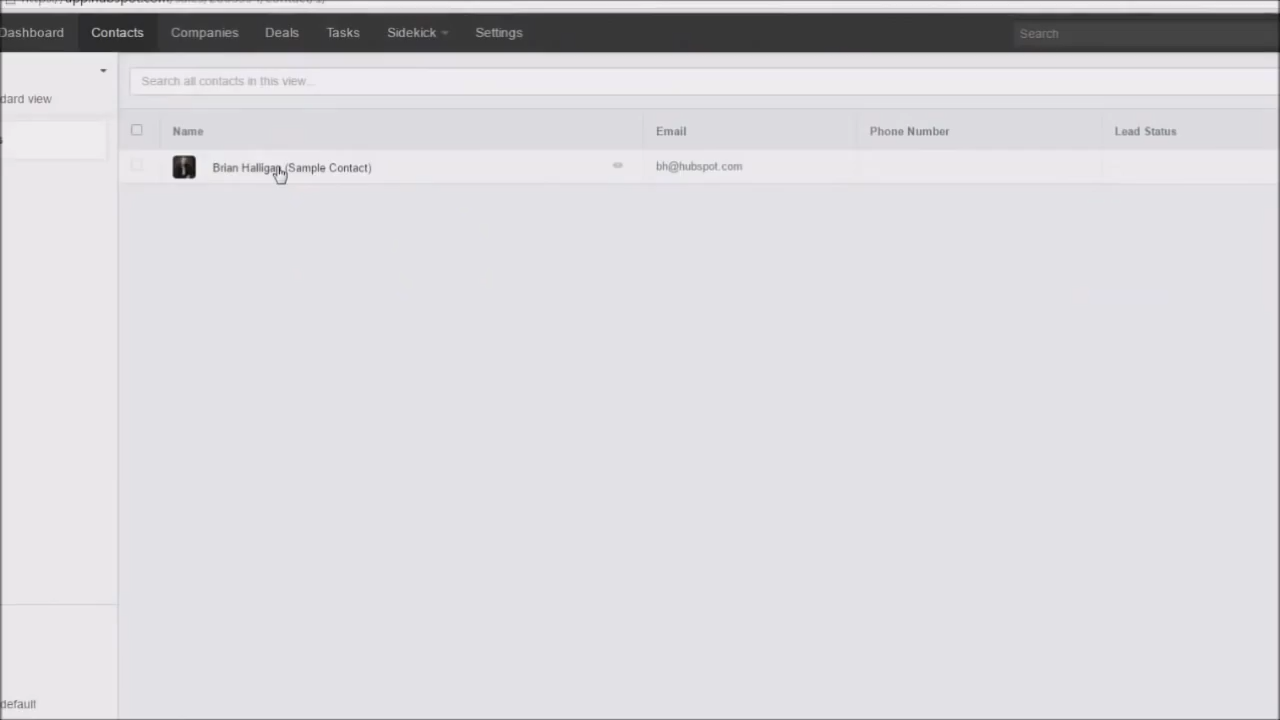 Dashboard Contacts Companies Deals Tasks Sidekick Settings Search
Search all contacts in this view...
dard view
Name Email Phone Number Lead Status
Brian Halligan (Sample Contact) bh@hubspot.com
default